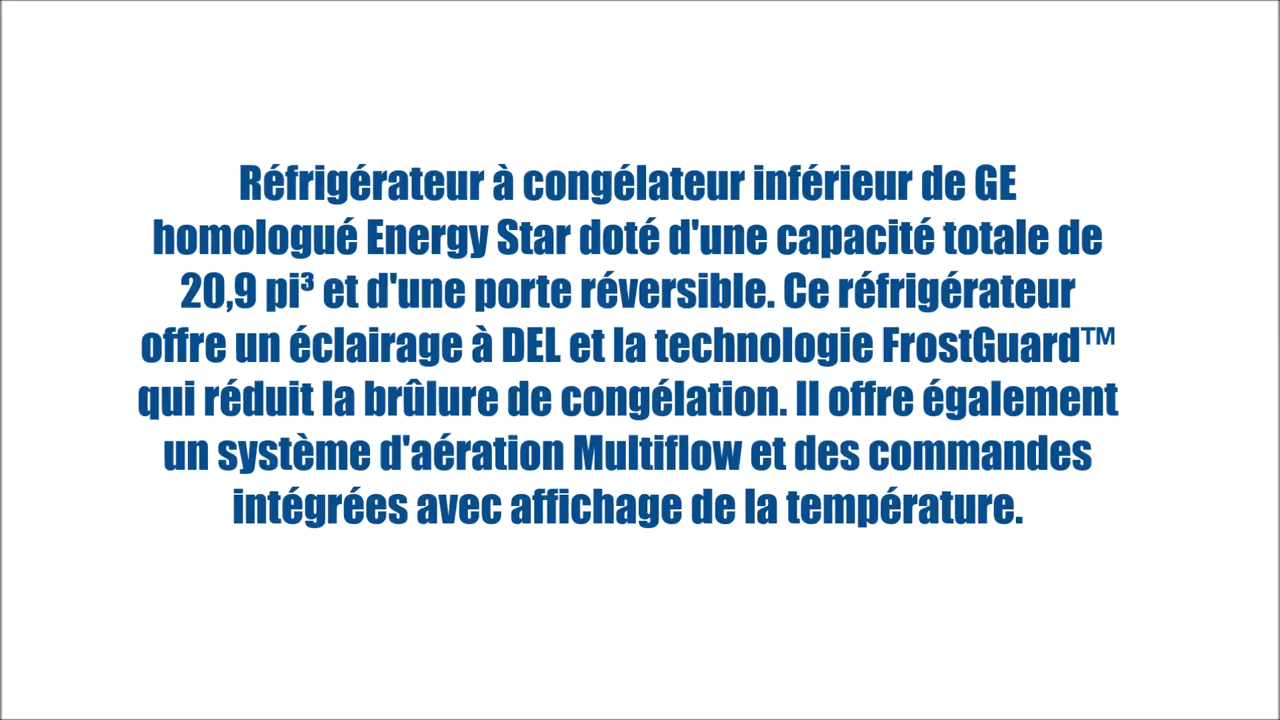 Réfrigérateur à congélateur inférieur de GE
homologué Energy Star doté d'une capacité totale de
20,9 pi³ et d'une porte réversible. Ce réfrigérateur
offre un éclairage à DEL et la technologie FrostGuard™
qui réduit la brûlure de congélation. Il offre également
un système d'aération Multiflow et des commandes
intégrées avec affichage de la température.